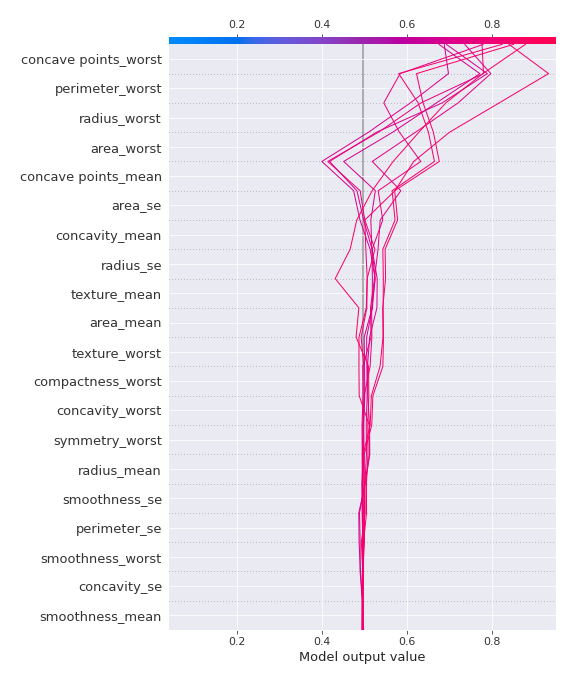 0.2 0.4 0.6 0.8
concave points_worst
perimeter_worst
radius_worst
area_worst
concave points_mean
area_se
concavity_mean
radius_se
texture_mean
area_mean
texture_worst
compactness_worst
concavity_worst
symmetry_worst
radius_mean
smoothness_se
perimeter_se
smoothness_worst
concavity_se
smoothness_mean
0.2 0.4 0.6 0.8
Model output value